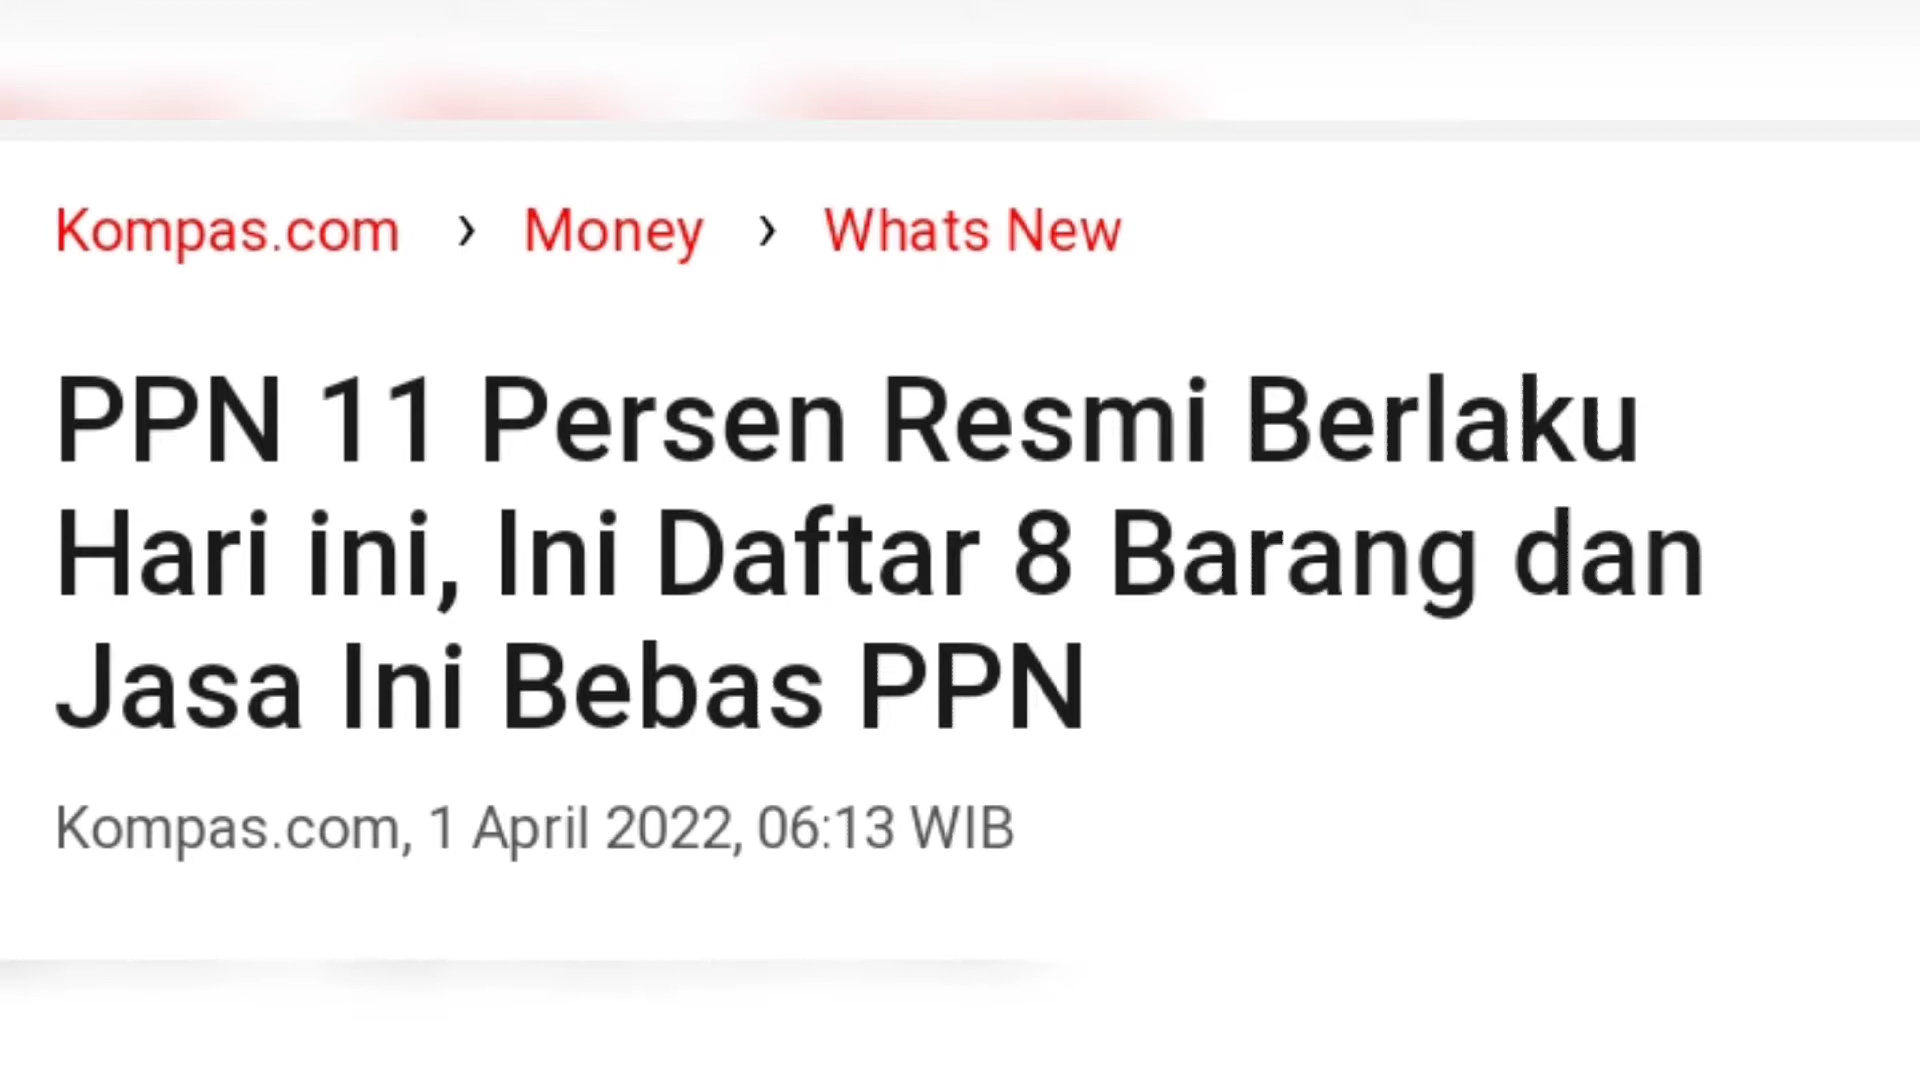 Kompas.com › Money › Whats New
PPN 11 Persen Resmi Berlaku
Hari ini, Ini Daftar 8 Barang dan
Jasa Ini Bebas PPN
Kompas.com, 1 April 2022, 06:13 WIB